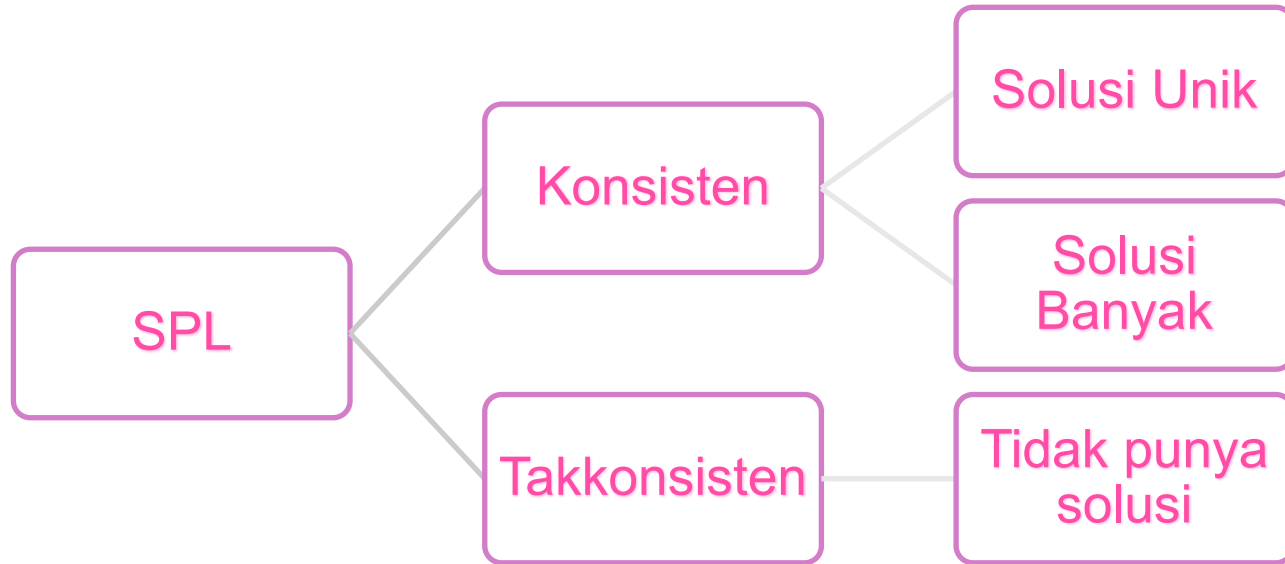 SPL
Konsisten
Solusi Unik
Solusi
Banyak
Takkonsisten
Tidak punya
solusi